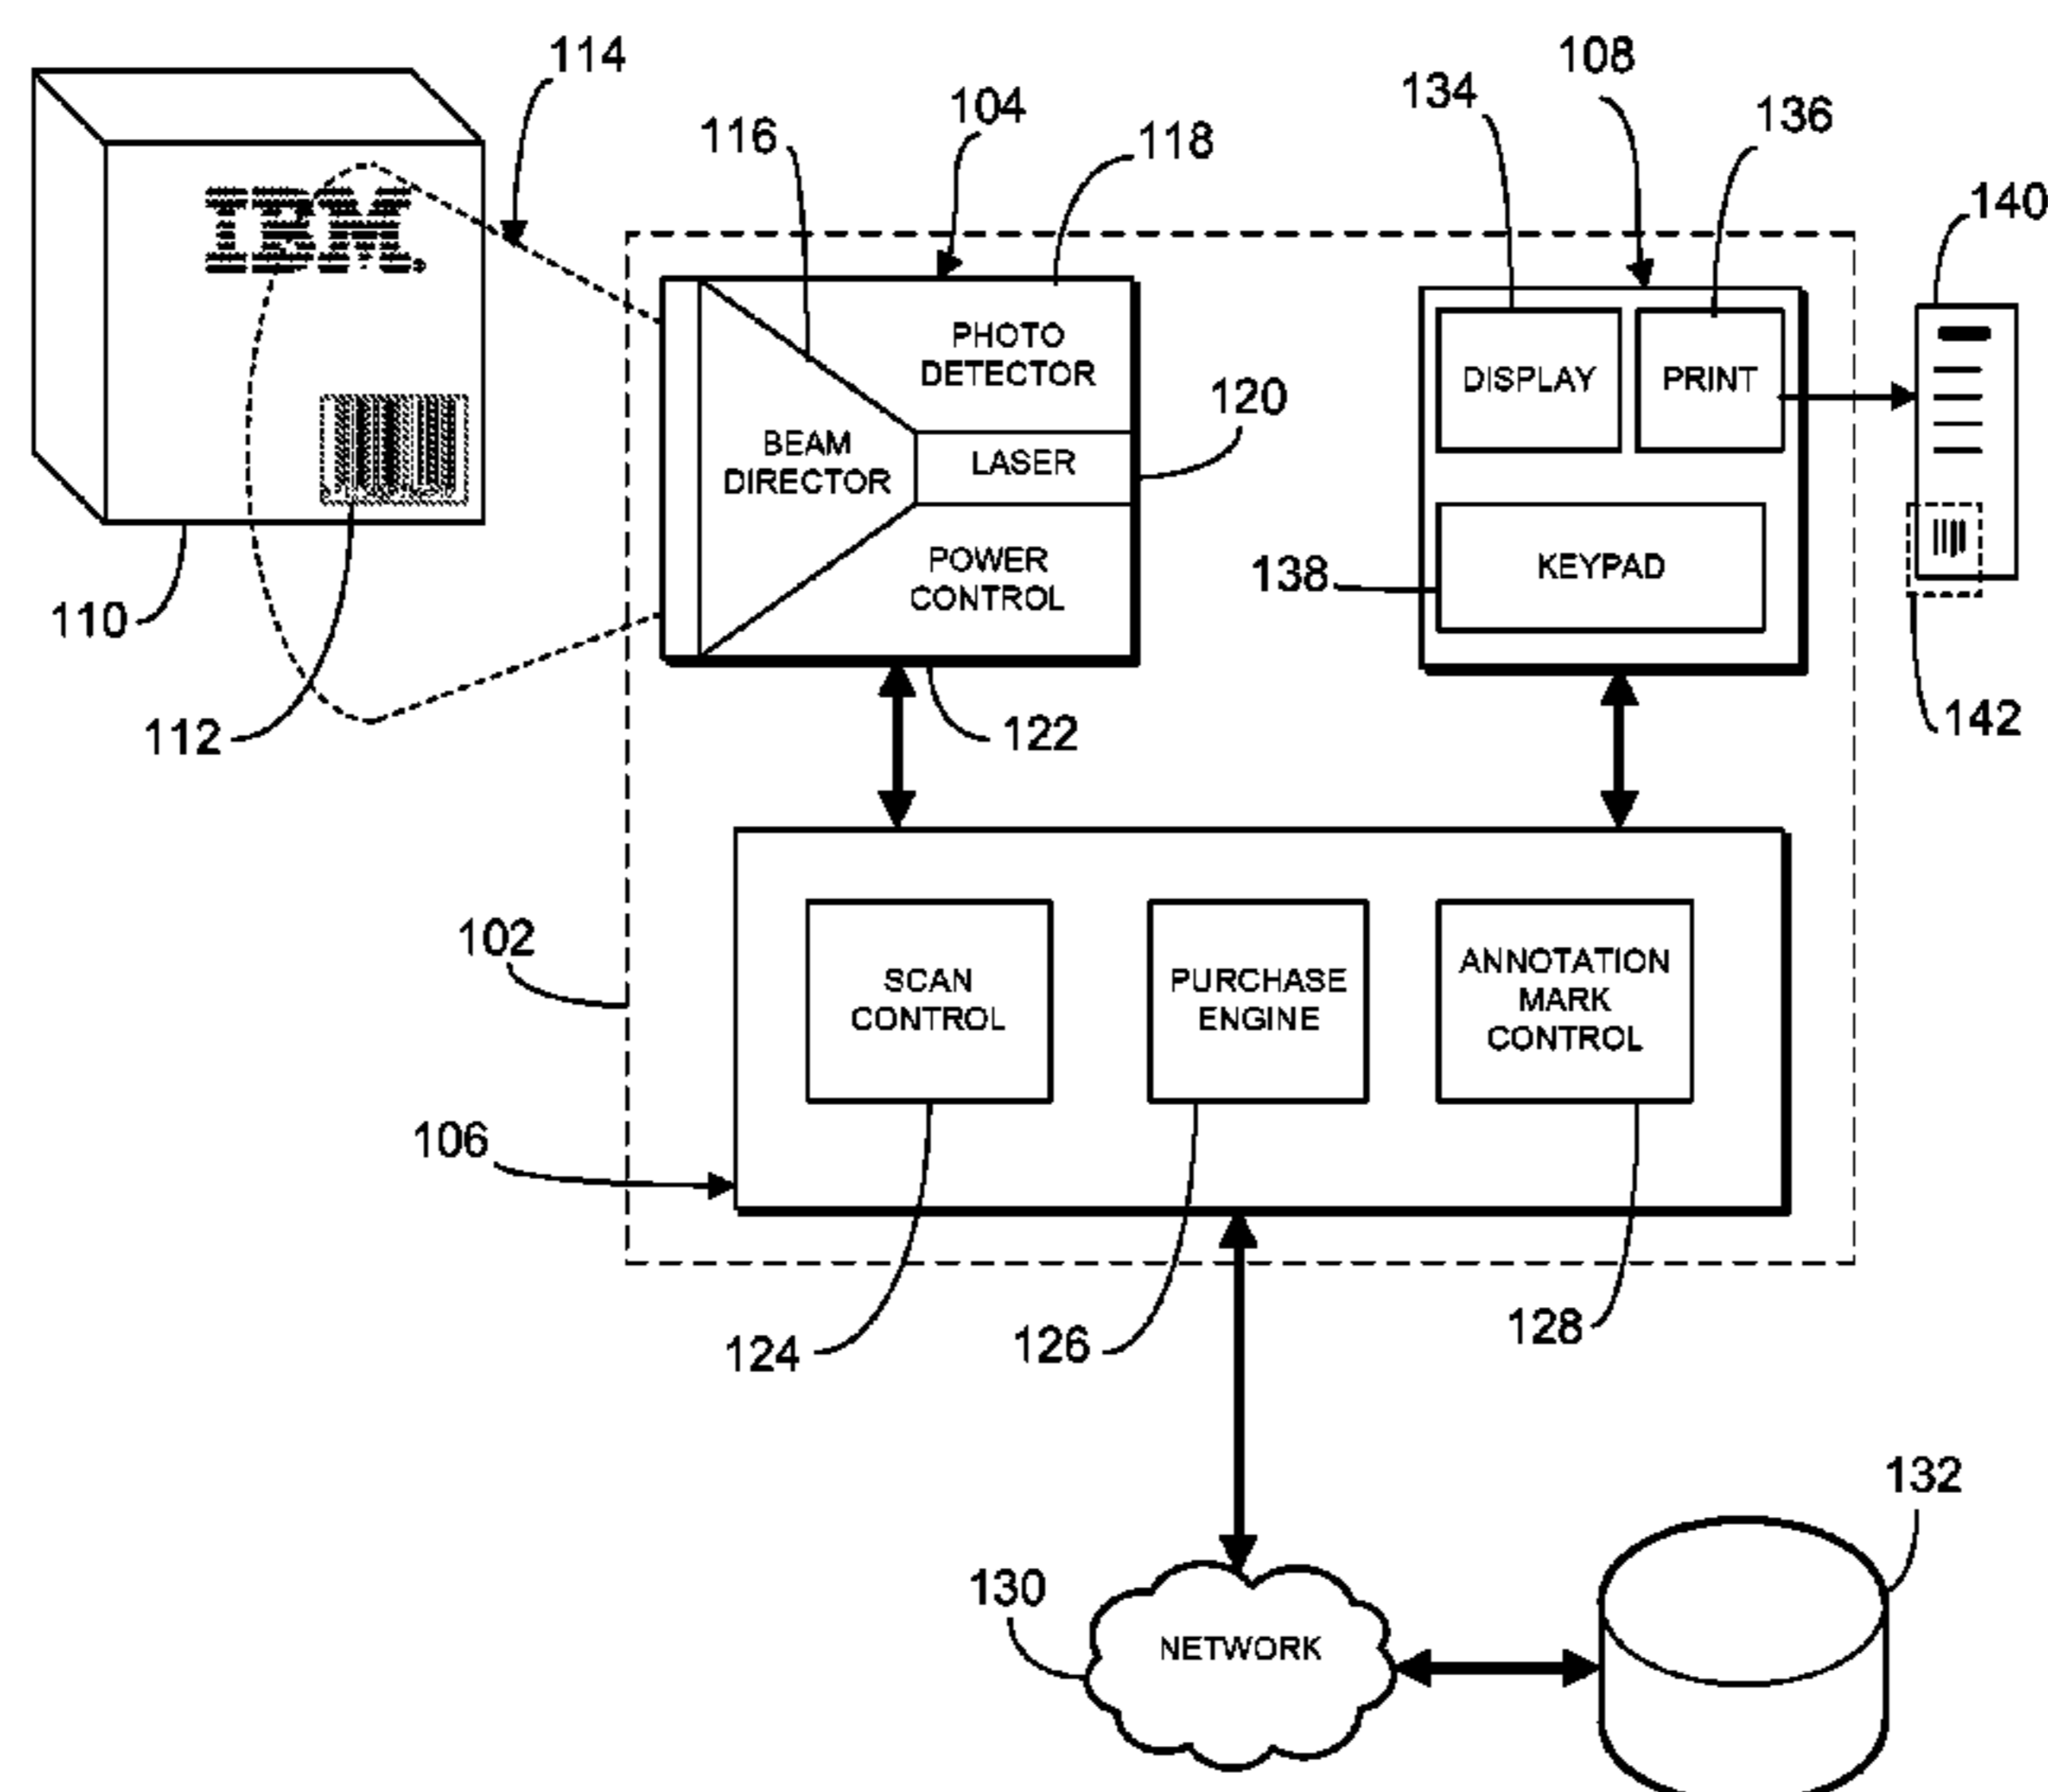 114
104
108
134
136
116
118
140
IBM
PHOTO
DETECTOR
DISPLAY
PRINT
120
BEAM
DIRECTOR
LASER
POWER
CONTROL
138
KEYPAD
110
112
122
142
102
SCAN
CONTROL
PURCHASE
ENGINE
ANNOTATION
MARK
CONTROL
106
124
126
128
132
130
NETWORK